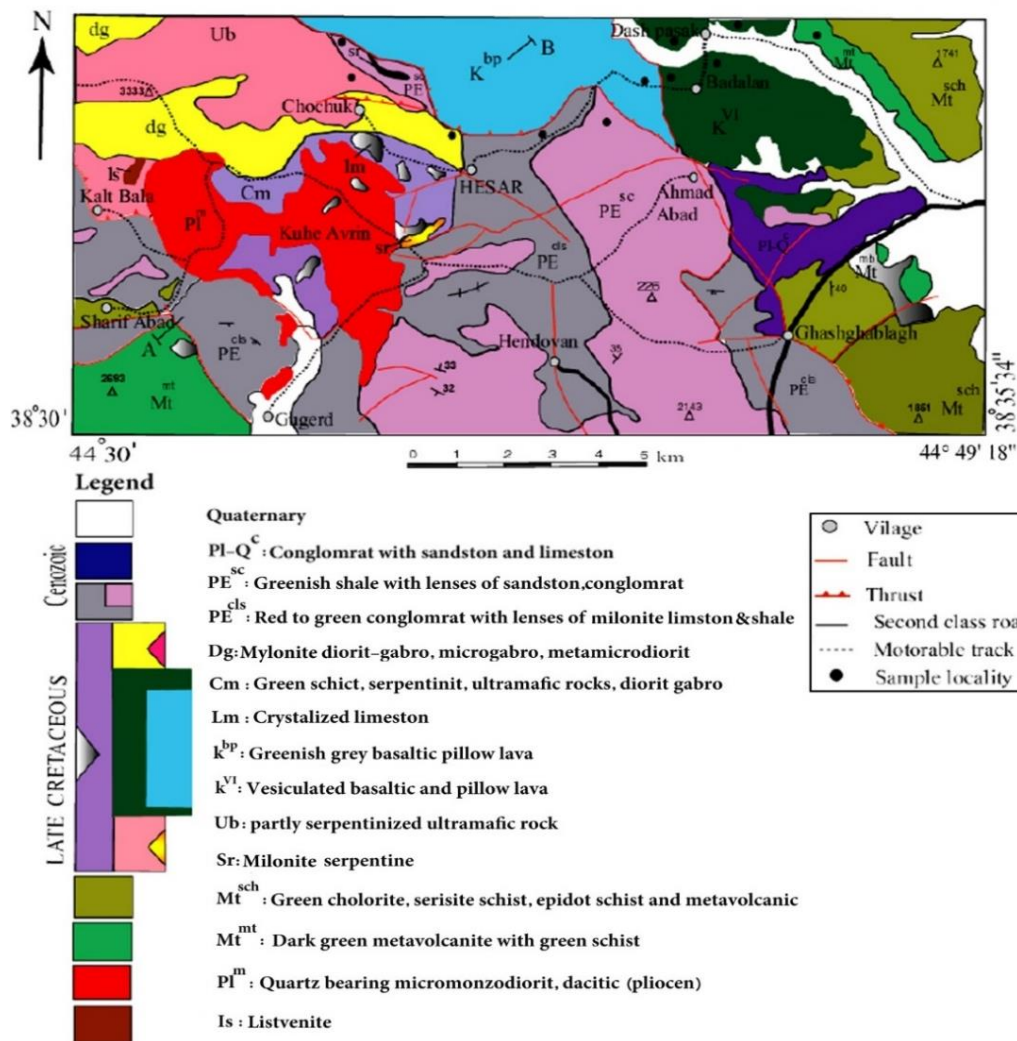 N
dg
Ub
sr
sc
PE
K bp
B
Dash pasak
mt
Mt
1741
sch
Mt
3333
Chochuk
Badalan
dg
K VI
Is
Kalt Bala
lm
Cm
HESAR
Ahmad
Abad
Pl m
PE sc
Kuhe Avrin
sr
cls
PE
Pl-Q c
mb
Mt
40
226
Sharif Abad
A
cls
PE
Hendovan
35
Ghashghablagh
33
32
2693
mt
Mt
cls
PE
sch
Mt
38°30'
Gugerd
2143
1851
38°35'34"
44°30'
0 1 2 3 4 5 km
44° 49' 18"
Legend
Cenozoic
LATE CRETACEOUS
Quaternary
Pl-Q c : Conglomrat with sandston and limeston
PE sc : Greenish shale with lenses of sandston,conglomrat
PE cls : Red to green conglomrat with lenses of milonite limston&shale
Dg: Mylonite diorit-gabro, microgabro, metamicrodiorit
Cm : Green schict, serpentinit, ultramafic rocks, diorit gabro
Lm : Crystalized limeston
k bp : Greenish grey basaltic pillow lava
k VI : Vesiculated basaltic and pillow lava
Ub: partly serpentinized ultramafic rock
Sr: Milonite serpentine
Mt sch : Green cholorite, serisite schist, epidot schist and metavolcanic
Mt mt : Dark green metavolcanite with green schist
Pl m : Quartz bearing micromonzodiorit, dacitic (pliocen)
Is : Listvenite
Vilage
Fault
Thrust
Second class roa
Motorable track
Sample locality